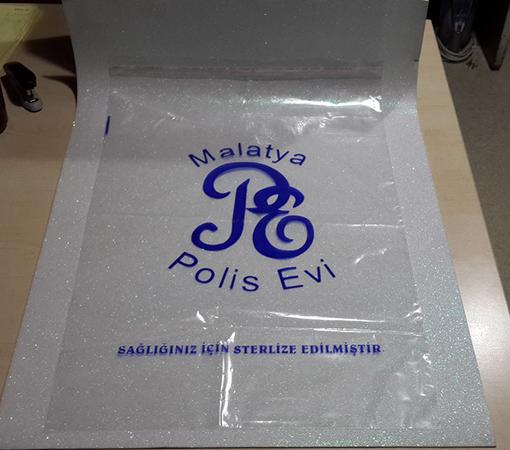 Malatya
PE
Polis Evi
SAĞLIĞINIZ İÇİN STERLİZE EDİLMİŞTİR